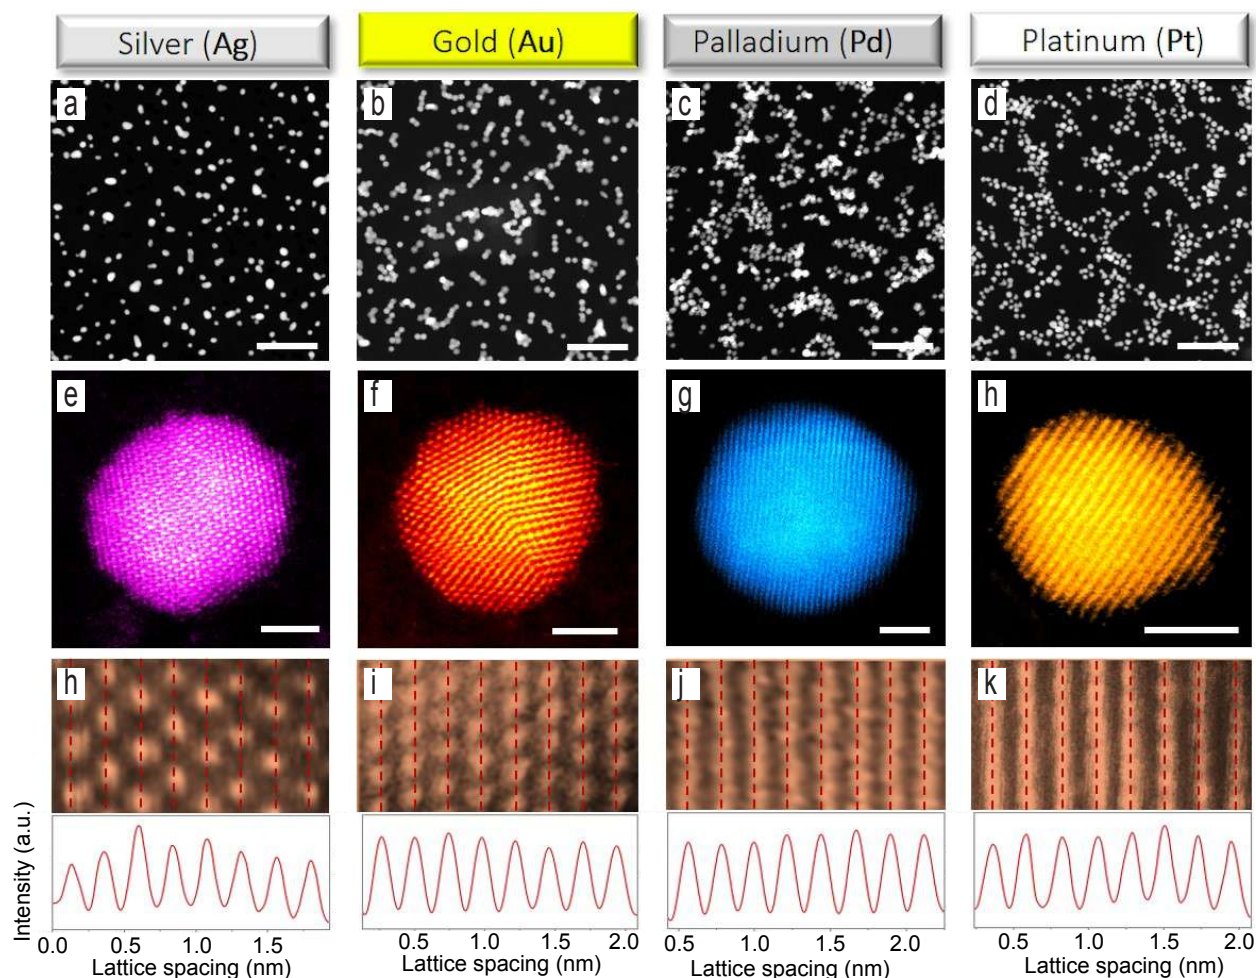 Silver (Ag)
Gold (Au)
Palladium (Pd)
Platinum (Pt)
a
b
c
d
e
f
g
h
h
i
j
k
Intensity (a.u.)
0.0 0.5 1.0 1.5
0.5 1.0 1.5 2.0
0.5 1.0 1.5 2.0
0.5 1.0 1.5 2.0
Lattice spacing (nm)
Lattice spacing (nm)
Lattice spacing (nm)
Lattice spacing (nm)